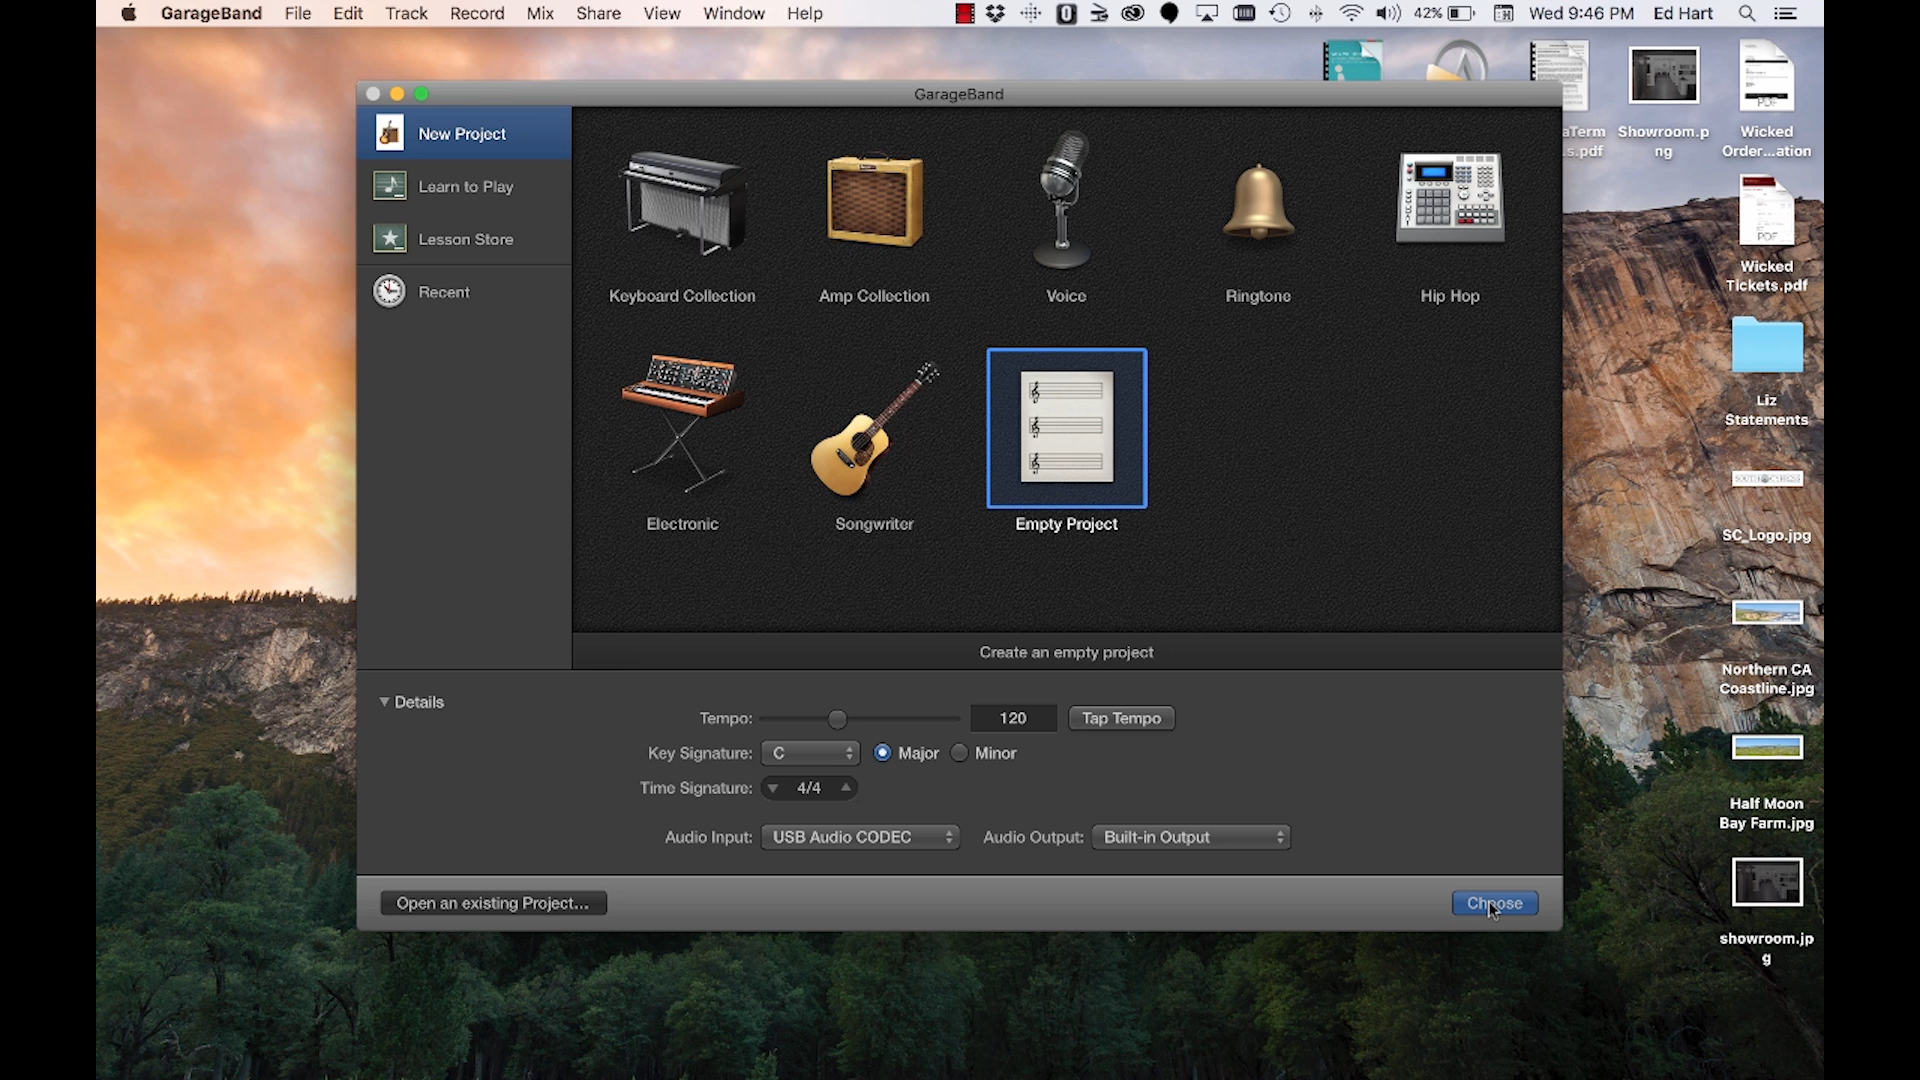 GarageBand File Edit Track Record Mix Share View Window Help 42% Wed 9:46 PM Ed Hart
GarageBand
New Project
Learn to Play
Lesson Store
Recent
Keyboard Collection
Amp Collection
Voice
Ringtone
Hip Hop
Electronic
Songwriter
Empty Project
Create an empty project
Details
Tempo: 120 Tap Tempo
Key Signature: C Major Minor
Time Signature: 4/4
Audio Input: USB Audio CODEC Audio Output: Built-in Output
Open an existing Project...
Choose
aTerm
s.pdf
Showroom.p
ng
PDF
Wicked
Order...ation
PDF
Wicked
Tickets.pdf
Liz
Statements
SC_Logo.jpg
Northern CA
Coastline.jpg
Half Moon
Bay Farm.jpg
showroom.jp
g